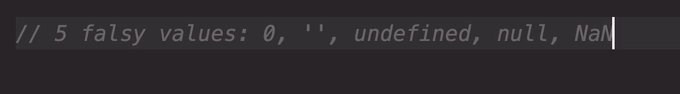 // 5 falsy values: 0, '', undefined, null, NaN